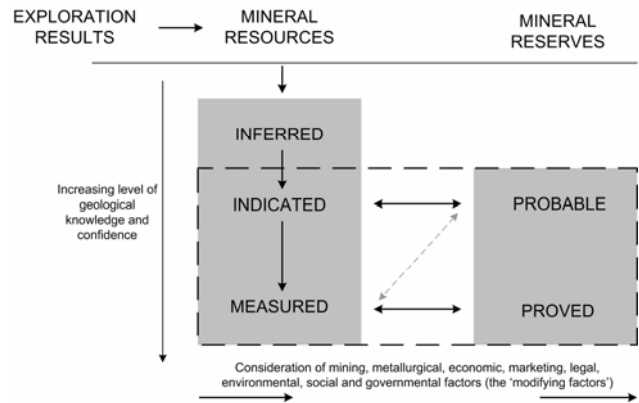 EXPLORATION
RESULTS
MINERAL
RESOURCES
MINERAL
RESERVES
INFERRED
Increasing level of
geological
knowledge and
confidence
INDICATED
PROBABLE
MEASURED
PROVED
Consideration of mining, metallurgical, economic, marketing, legal,
environmental, social and governmental factors (the ‘modifying factors’)